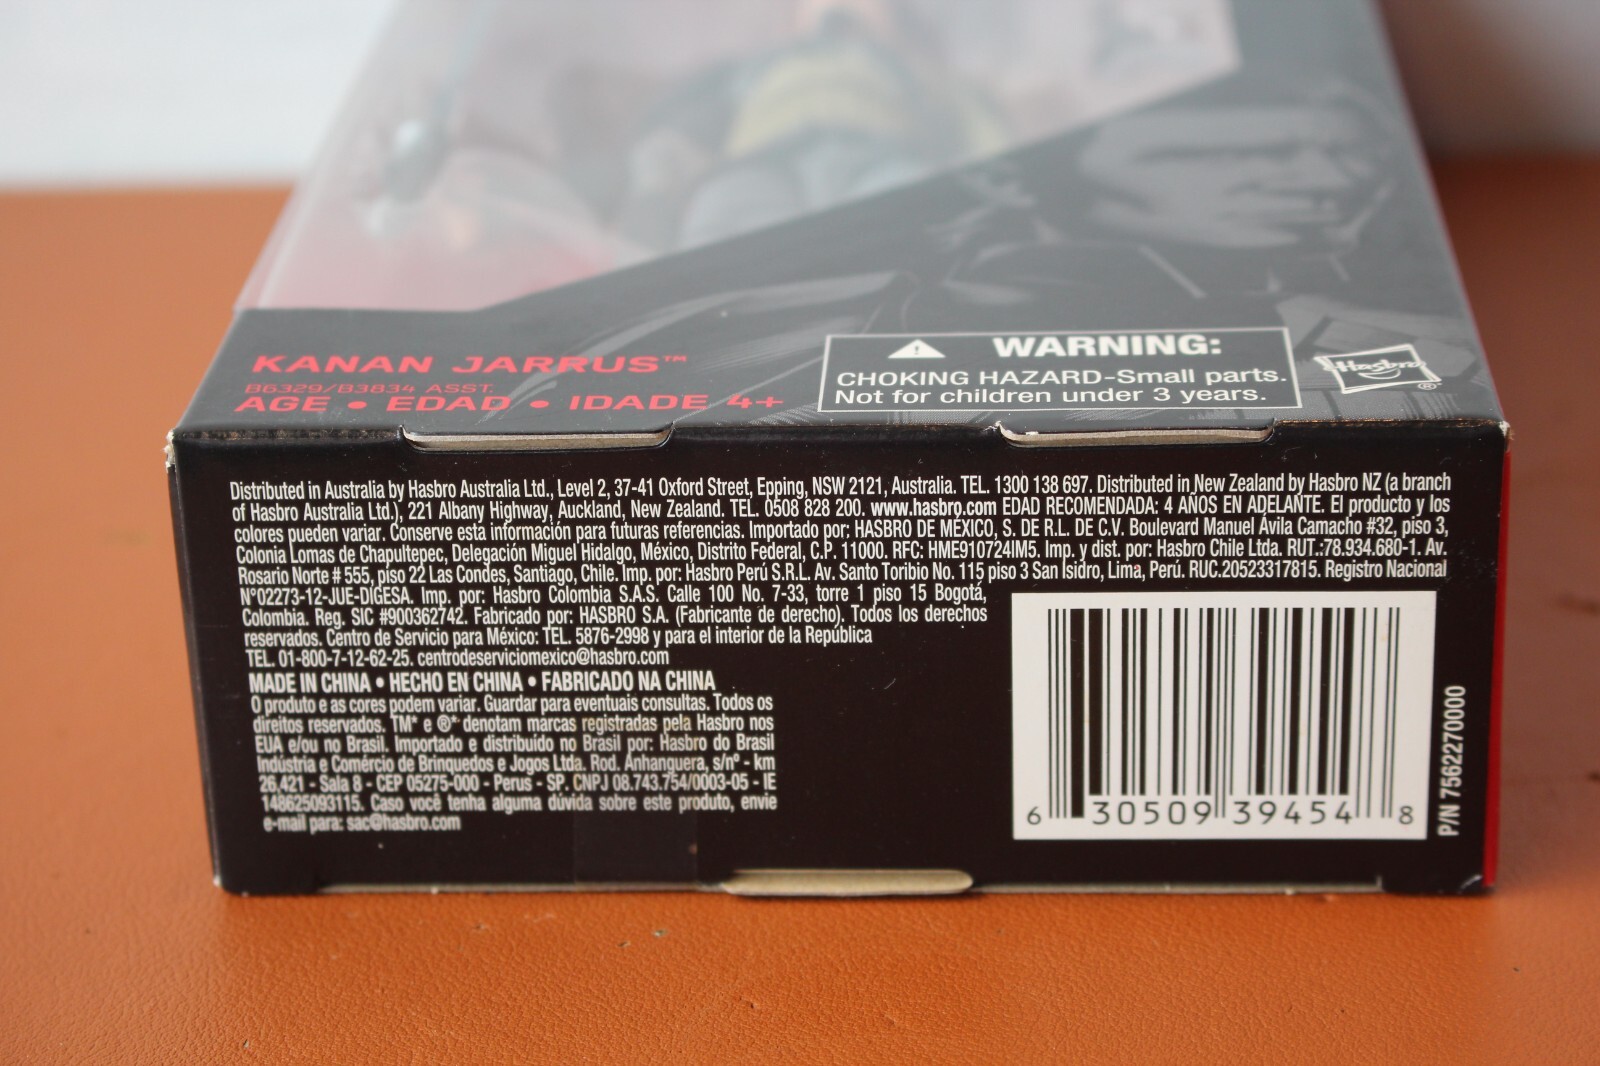 KANAN JARRUS™
B6329/B3834 ASST.
AGE • EDAD • IDADE 4+
WARNING:
CHOKING HAZARD–Small parts.
Not for children under 3 years.
Hasbro®
Distributed in Australia by Hasbro Australia Ltd., Level 2, 37-41 Oxford Street, Epping, NSW 2121, Australia. TEL. 1300 138 697. Distributed in New Zealand by Hasbro NZ (a branch
of Hasbro Australia Ltd.), 221 Albany Highway, Auckland, New Zealand. TEL. 0508 828 200. www.hasbro.com EDAD RECOMENDADA: 4 AÑOS EN ADELANTE. El producto y los
colores pueden variar. Conserve esta información para futuras referencias. Importado por: HASBRO DE MÉXICO, S. DE R.L. DE C.V. Boulevard Manuel Ávila Camacho #32, piso 3,
Colonia Lomas de Chapultepec, Delegación Miguel Hidalgo, México, Distrito Federal, C.P. 11000. RFC: HME910724IM5. Imp. y dist. por: Hasbro Chile Ltda. RUT.:78.934.680-1. Av.
Rosario Norte # 555, piso 22 Las Condes, Santiago, Chile. Imp. por: Hasbro Perú S.R.L. Av. Santo Toribio No. 115 piso 3 San Isidro, Lima, Perú. RUC.20523317815. Registro Nacional
N°02273-12-JUE-DIGESA. Imp. por: Hasbro Colombia S.A.S. Calle 100 No. 7-33, torre 1 piso 15 Bogotá,
Colombia. Reg. SIC #900362742. Fabricado por: HASBRO S.A. (Fabricante de derecho). Todos los derechos
reservados. Centro de Servicio para México: TEL. 5876-2998 y para el interior de la República
TEL. 01-800-7-12-62-25. centrodeserviciomexico@hasbro.com
MADE IN CHINA • HECHO EN CHINA • FABRICADO NA CHINA
O produto e as cores podem variar. Guardar para eventuais consultas. Todos os
direitos reservados. TM* e ®* denotam marcas registradas pela Hasbro nos
EUA e/ou no Brasil. Importado e distribuído no Brasil por: Hasbro do Brasil
Indústria e Comércio de Brinquedos e Jogos Ltda. Rod. Anhanguera, s/nº - km
26,421 - Sala 8 - CEP 05275-000 - Perus - SP. CNPJ 08.743.754/0003-05 - IE
148625093115. Caso você tenha alguma dúvida sobre este produto, envie
e-mail para: sac@hasbro.com
6 30509 39454 8
P/N 7562270000